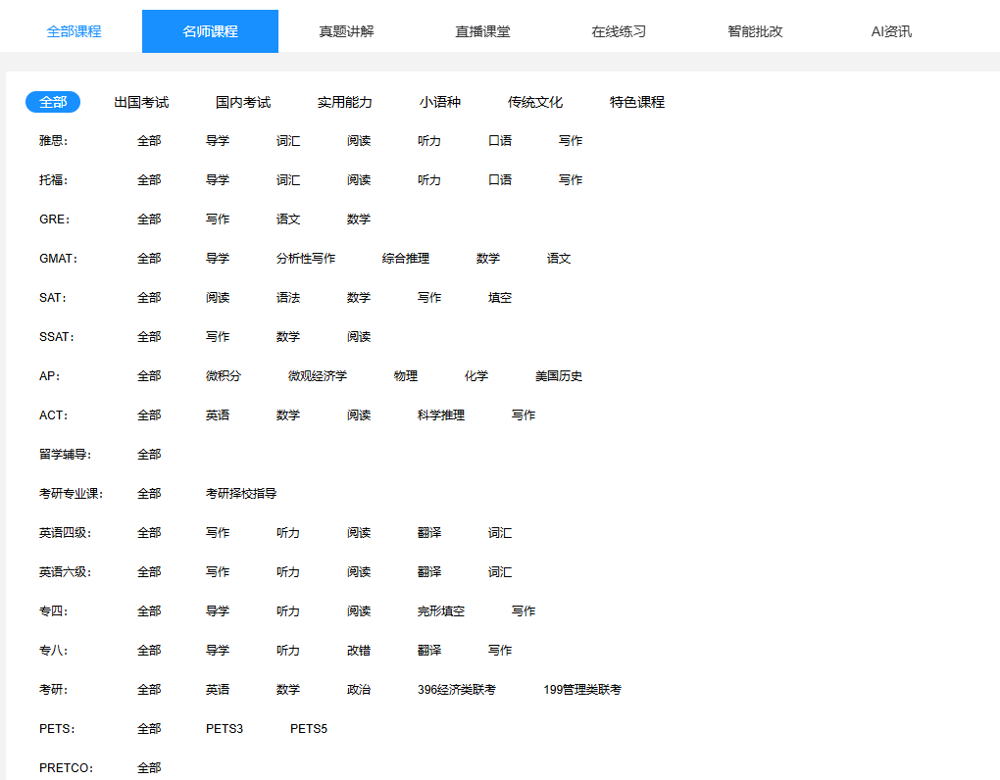 全部课程 名师课程 真题讲解 直播课堂 在线练习 智能批改 AI资讯
全部 出国考试 国内考试 实用能力 小语种 传统文化 特色课程
雅思: 全部 导学 词汇 阅读 听力 口语 写作
托福: 全部 导学 词汇 阅读 听力 口语 写作
GRE: 全部 写作 语文 数学
GMAT: 全部 导学 分析性写作 综合推理 数学 语文
SAT: 全部 阅读 语法 数学 写作 填空
SSAT: 全部 写作 数学 阅读
AP: 全部 微积分 微观经济学 物理 化学 美国历史
ACT: 全部 英语 数学 阅读 科学推理 写作
留学辅导: 全部
考研专业课: 全部 考研择校指导
英语四级: 全部 写作 听力 阅读 翻译 词汇
英语六级: 全部 写作 听力 阅读 翻译 词汇
专四: 全部 导学 听力 阅读 完形填空 写作
专八: 全部 导学 听力 改错 翻译 写作
考研: 全部 英语 数学 政治 396经济类联考 199管理类联考
PETS: 全部 PETS3 PETS5
PRETCO: 全部